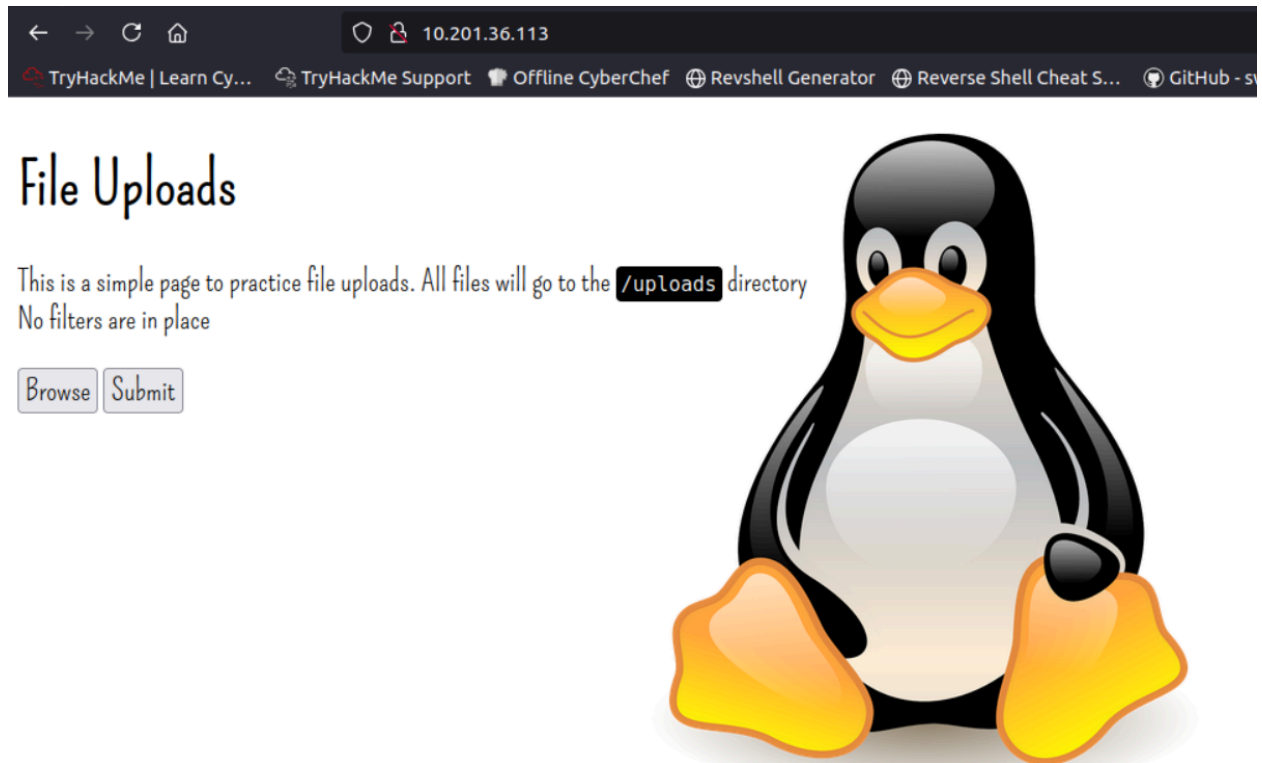 10.201.36.113
TryHackMe | Learn Cy... TryHackMe Support Offline CyberChef Revshell Generator Reverse Shell Cheat S... GitHub - sv
File Uploads
This is a simple page to practice file uploads. All files will go to the /uploads directory
No filters are in place
Browse Submit